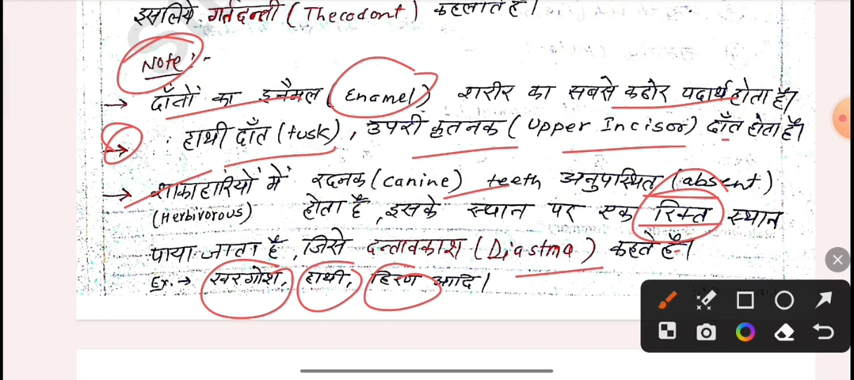 इसलिये गर्तदन्ती (Thecodont) कहलाते हैं।
Note :-
→ दाँतों का इनैमल (Enamel) शरीर का सबसे कठोर पदार्थ होता है।
→ : हाथी दाँत (tusk), उपरी कृतनक (Upper Incisor) दाँत होता है।
→ शाकाहारियों में रदनक (canine) teeth अनुपस्थित (absent)
(Herbivorous) होता है, इसके स्थान पर एक रिक्त स्थान
पाया जाता है, जिसे दन्तावकाश (Diastma) कहते हैं।
Ex. → खरगोश, हाथी, हिरण आदि।